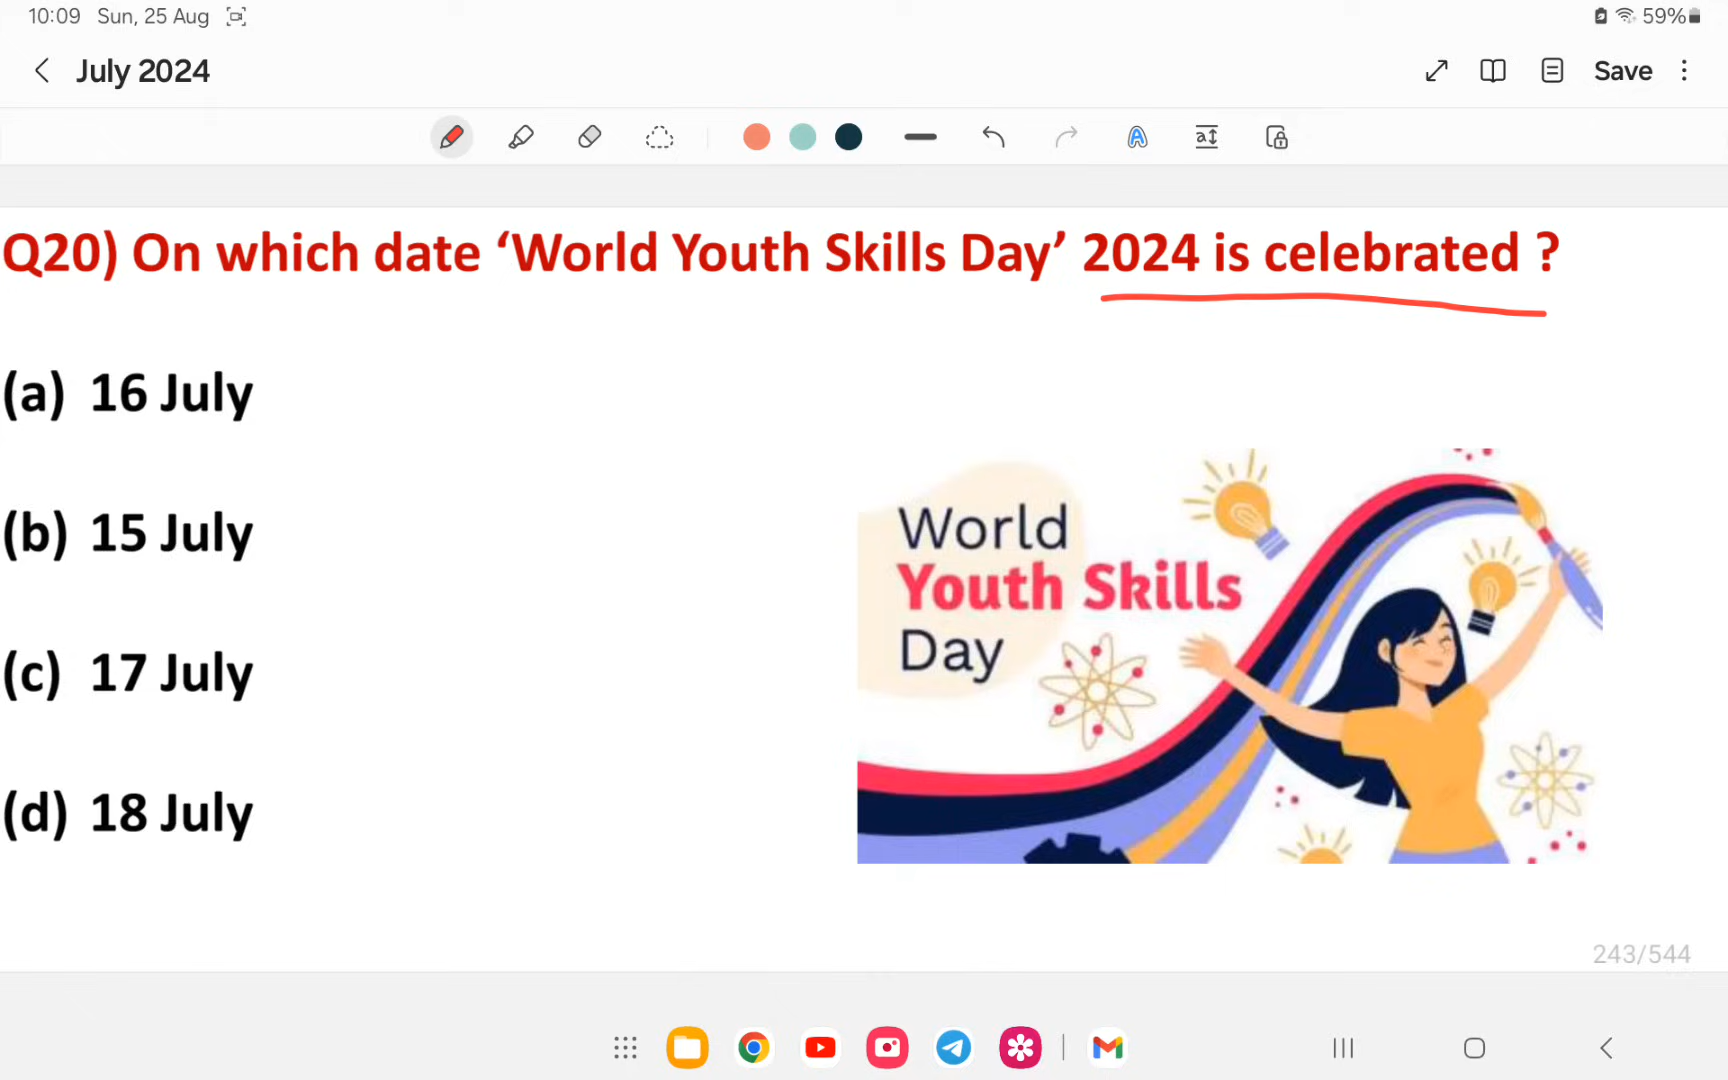 10:09 Sun, 25 Aug 59%
July 2024 Save
Q20) On which date ‘World Youth Skills Day’ 2024 is celebrated ?
(a) 16 July
(b) 15 July
(c) 17 July
(d) 18 July
World
Youth Skills
Day
243/544